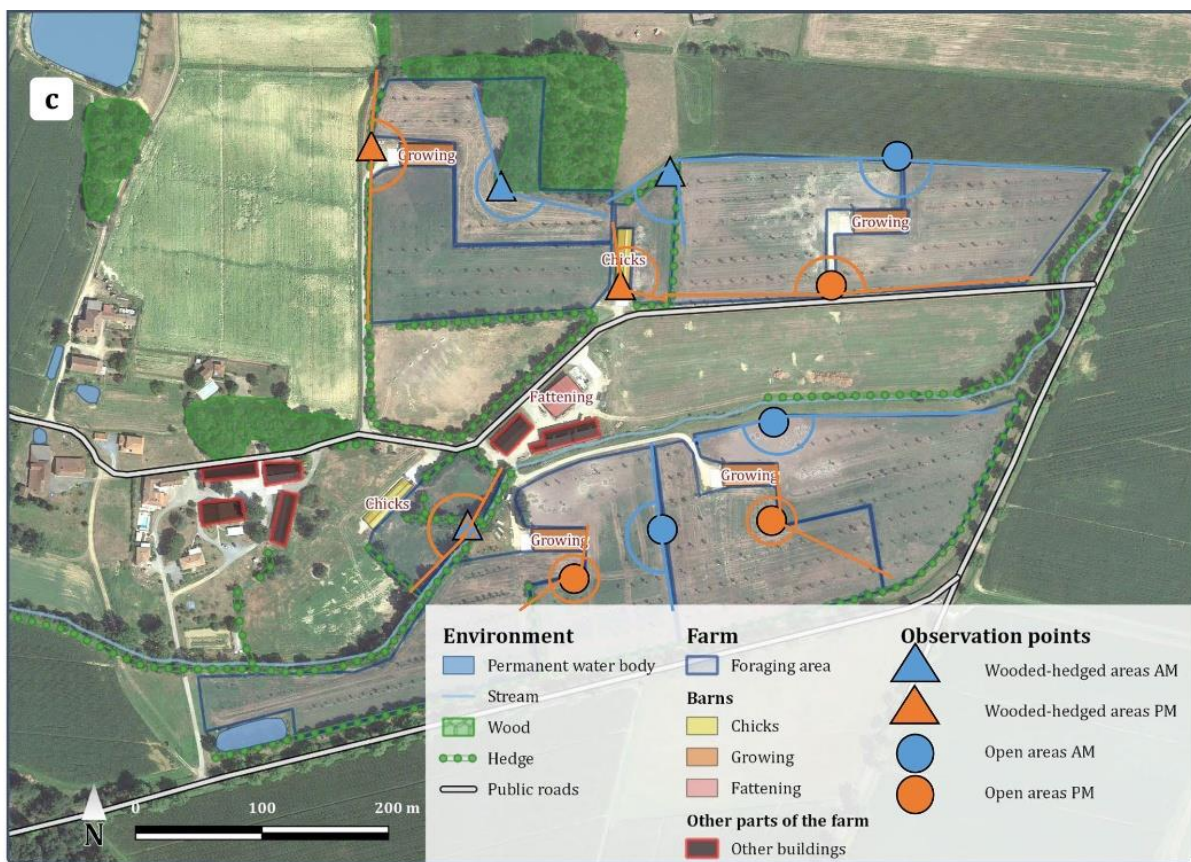 c
Growing
Growing
Chicks
Fattening
Growing
Chicks
Growing
Environment
Permanent water body
Stream
Wood
Hedge
Public roads
N
0 100 200 m
Farm
Foraging area
Barns
Chicks
Growing
Fattening
Other parts of the farm
Other buildings
Observation points
Wooded-hedged areas AM
Wooded-hedged areas PM
Open areas AM
Open areas PM